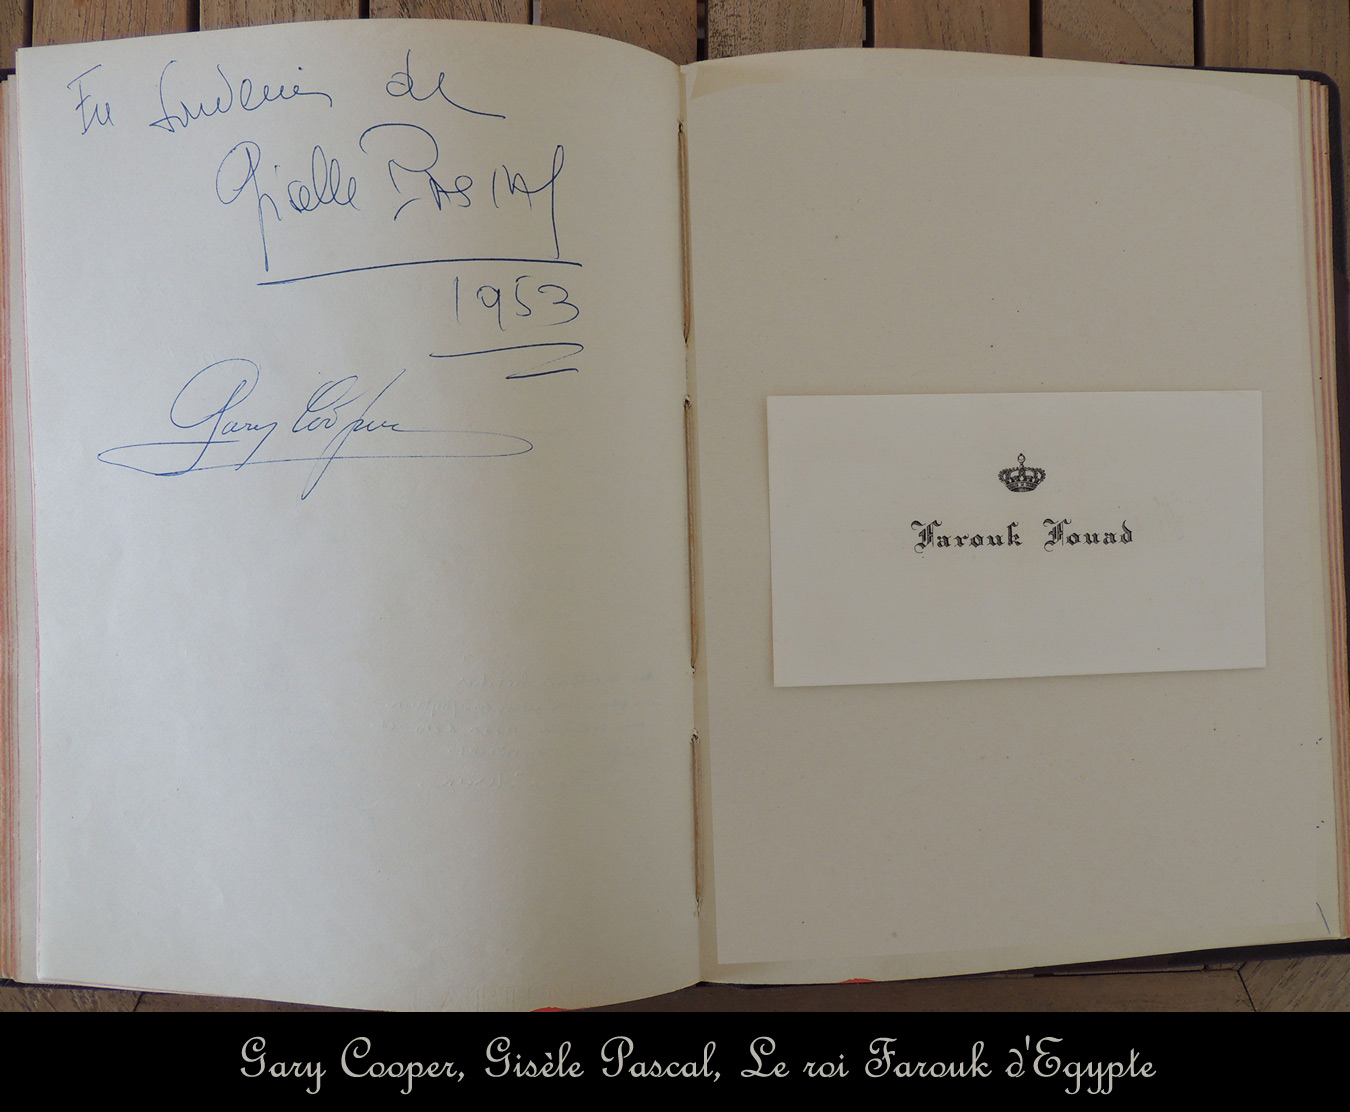 En Souvenir de
Giselle PASCAL
1953
Gary Cooper
Farouk Fouad
Gary Cooper, Gisèle Pascal, Le roi Farouk d'Egypte